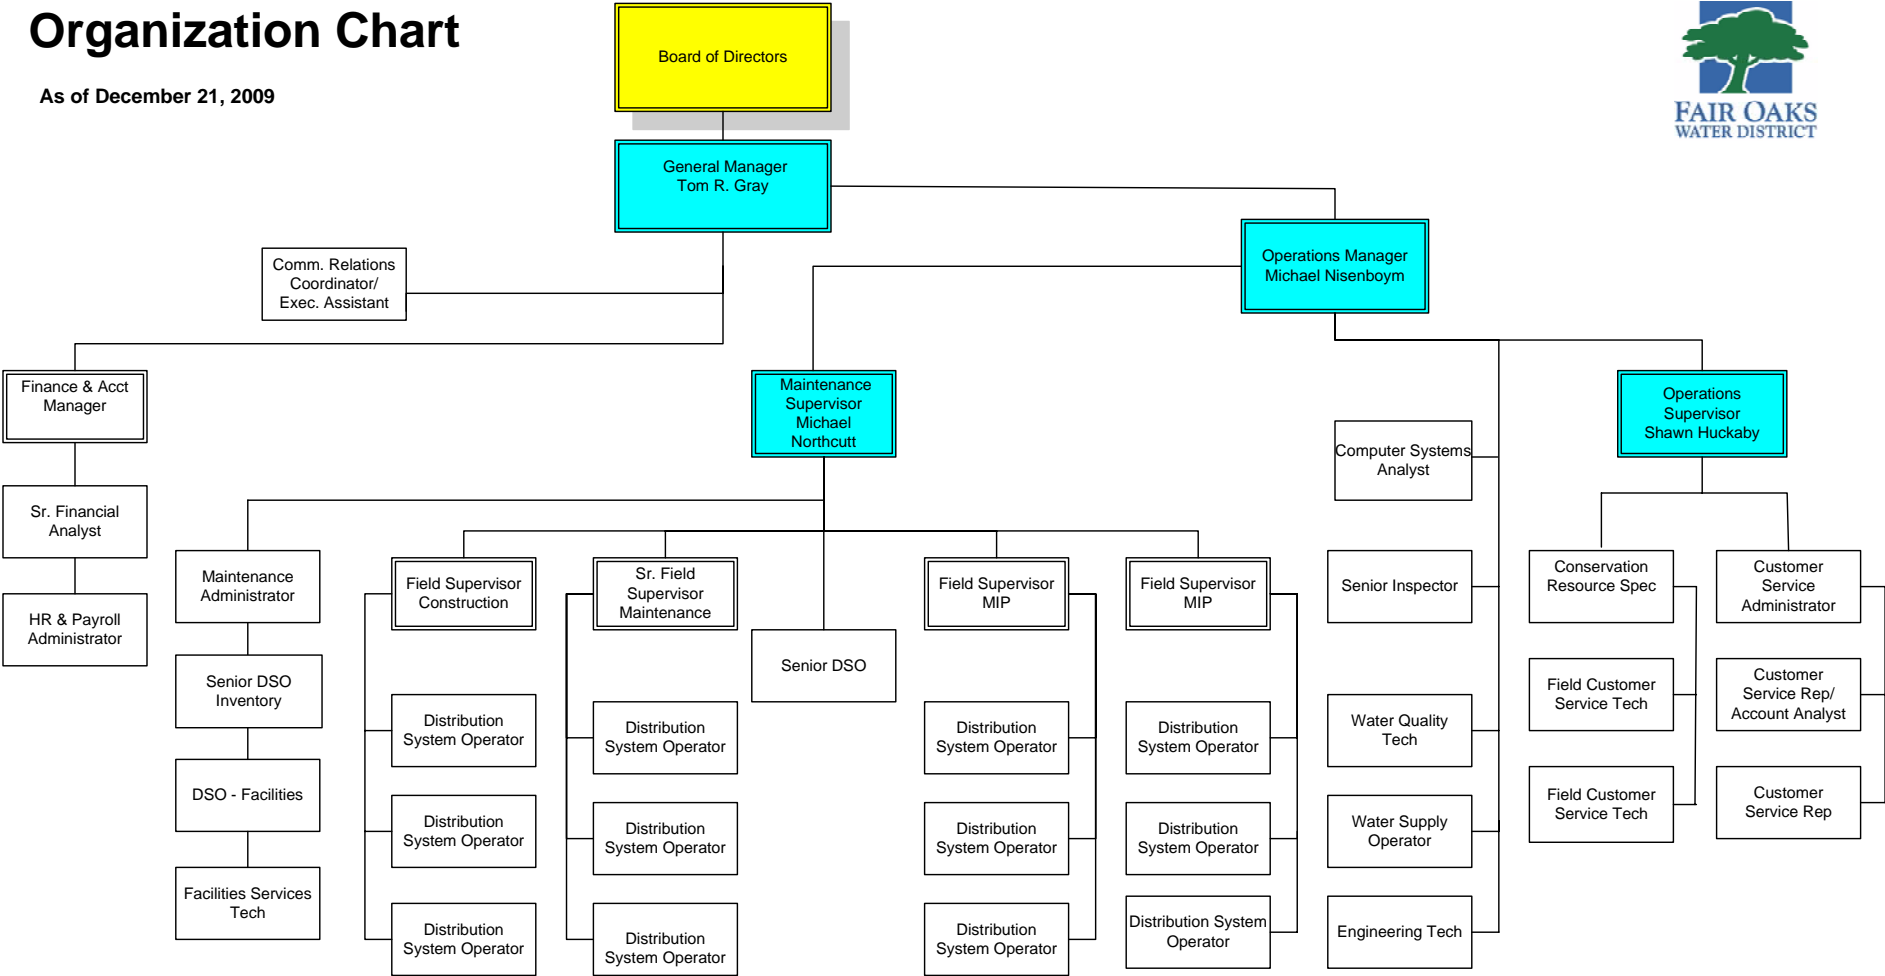 Organization Chart
As of December 21, 2009
Board of Directors
FAIR OAKS
WATER DISTRICT
General Manager
Tom R. Gray
Operations Manager
Michael Nisenboym
Comm. Relations
Coordinator/
Exec. Assistant
Finance & Acct
Manager
Maintenance
Supervisor
Michael
Northcutt
Operations
Supervisor
Shawn Huckaby
Sr. Financial
Analyst
HR & Payroll
Administrator
Maintenance
Administrator
Senior DSO
Inventory
DSO - Facilities
Facilities Services
Tech
Field Supervisor
Construction
Distribution
System Operator
Distribution
System Operator
Distribution
System Operator
Sr. Field
Supervisor
Maintenance
Distribution
System Operator
Distribution
System Operator
Distribution
System Operator
Senior DSO
Field Supervisor
MIP
Distribution
System Operator
Distribution
System Operator
Distribution
System Operator
Field Supervisor
MIP
Distribution
System Operator
Distribution
System Operator
Distribution System
Operator
Computer Systems
Analyst
Senior Inspector
Water Quality
Tech
Water Supply
Operator
Engineering Tech
Conservation
Resource Spec
Field Customer
Service Tech
Field Customer
Service Tech
Customer
Service
Administrator
Customer
Service Rep/
Account Analyst
Customer
Service Rep